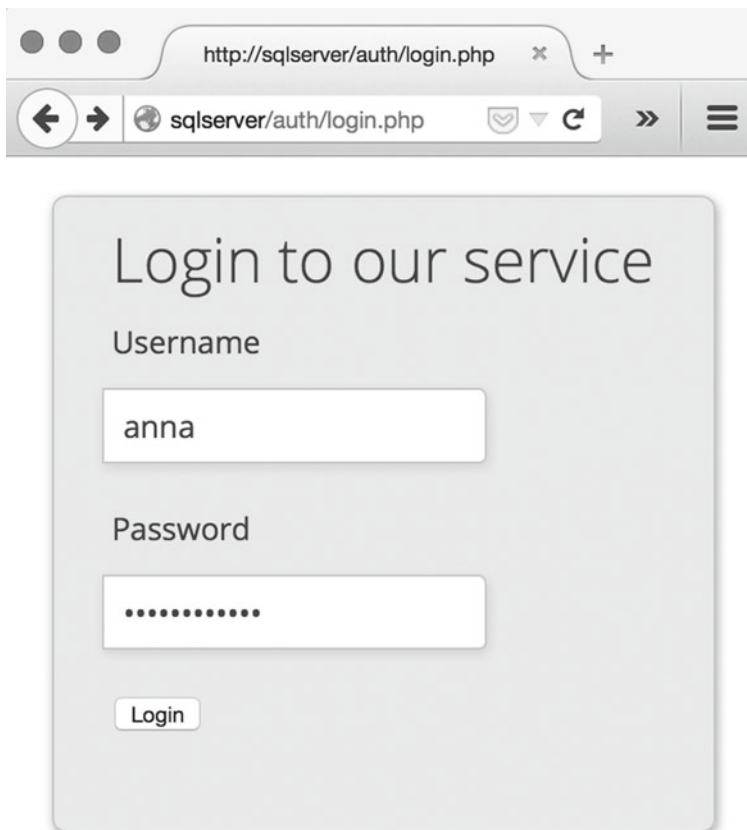 http://sqlserver/auth/login.php
sqlserver/auth/login.php
Login to our service
Username
anna
Password
••••••••••••
Login